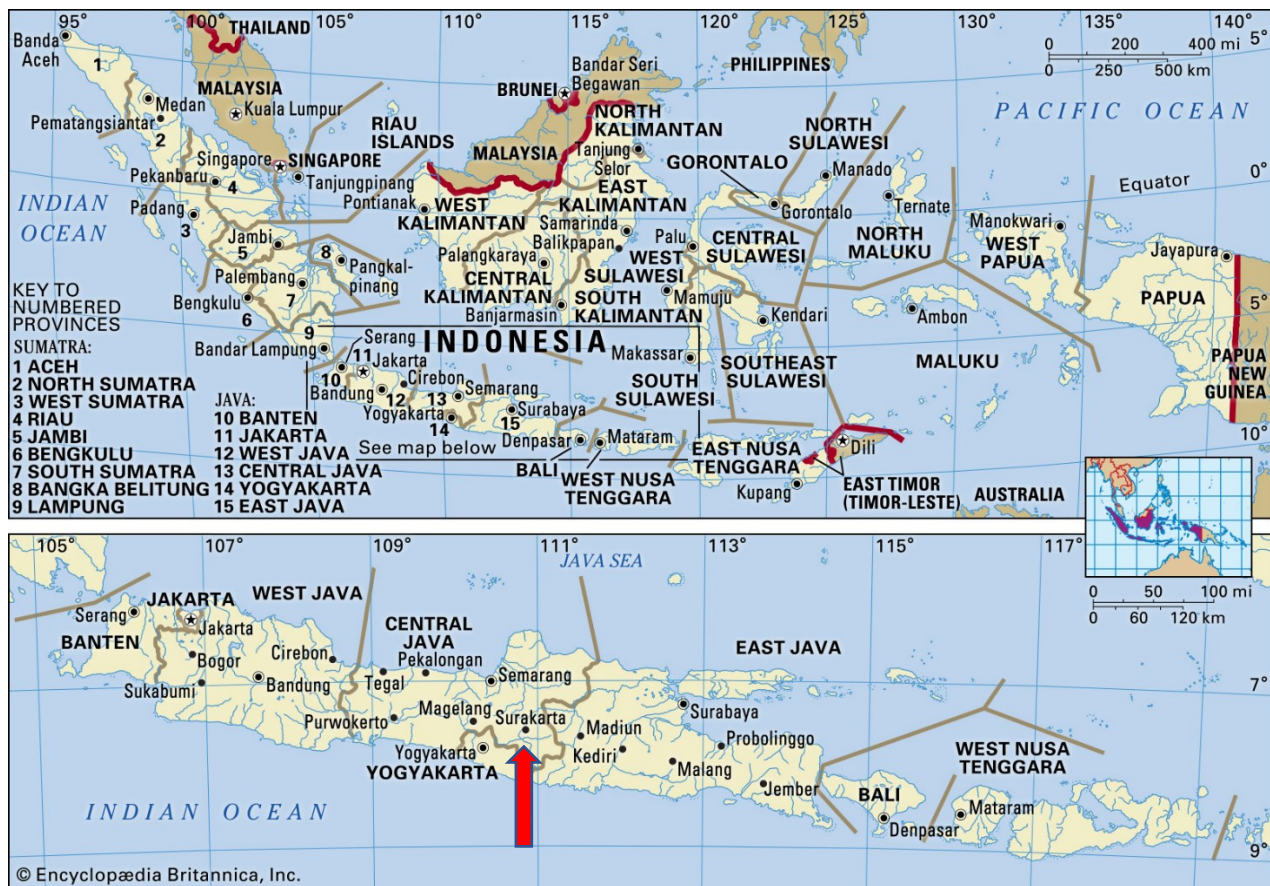 95°
100°
105°
110°
115°
120°
125°
130°
135°
140°
5°
0°
5°
10°
0 200 400 mi
0 250 500 km
THAILAND
Banda
Aceh
1
MALAYSIA
Medan
Kuala Lumpur
Pematangsiantar
2
Singapore
SINGAPORE
Pekanbaru
4
Tanjungpinang
RIAU
ISLANDS
Padang
3
INDIAN
OCEAN
Jambi
5
8
Palembang
Pangkal-
pinang
7
Bengkulu
6
9
Bandar Lampung
BRUNEI
Bandar Seri
Begawan
PHILIPPINES
PACIFIC OCEAN
MALAYSIA
NORTH
KALIMANTAN
Tanjung
Selor
Pontianak
WEST
KALIMANTAN
EAST
KALIMANTAN
Samarinda
Balikpapan
Palangkaraya
CENTRAL
KALIMANTAN
Banjarmasin
SOUTH
KALIMANTAN
NORTH
SULAWESI
GORONTALO
Manado
Gorontalo
Palu
CENTRAL
SULAWESI
WEST
SULAWESI
Mamuju
Kendari
Makassar
SOUTH
SULAWESI
SOUTHEAST
SULAWESI
Ternate
NORTH
MALUKU
Equator
Manokwari
WEST
PAPUA
Jayapura
PAPUA
PAPUA
NEW
GUINEA
Ambon
MALUKU
INDONESIA
Serang
11
Jakarta
10
Cirebon
Bandung
12
13
Semarang
Yogyakarta
14
Surabaya
15
See map below
Denpasar
BALI
Mataram
WEST NUSA
TENGGARA
EAST NUSA
TENGGARA
Kupang
Dili
EAST TIMOR
(TIMOR-LESTE)
AUSTRALIA
KEY TO
NUMBERED
PROVINCES
SUMATRA:
1 ACEH
2 NORTH SUMATRA
3 WEST SUMATRA
4 RIAU
5 JAMBI
6 BENGKULU
7 SOUTH SUMATRA
8 BANGKA BELITUNG
9 LAMPUNG
JAVA:
10 BANTEN
11 JAKARTA
12 WEST JAVA
13 CENTRAL JAVA
14 YOGYAKARTA
15 EAST JAVA
105°
107°
109°
111°
113°
115°
117°
7°
9°
0 50 100 mi
0 60 120 km
JAVA SEA
JAKARTA
WEST JAVA
Serang
Jakarta
BANTEN
Bogor
Cirebon
Sukabumi
Bandung
CENTRAL
JAVA
Pekalongan
Tegal
Semarang
Purwokerto
Magelang
Surakarta
Yogyakarta
YOGYAKARTA
EAST JAVA
Madiun
Kediri
Surabaya
Probolinggo
Malang
Jember
BALI
Denpasar
WEST NUSA
TENGGARA
Mataram
INDIAN OCEAN
© Encyclopædia Britannica, Inc.